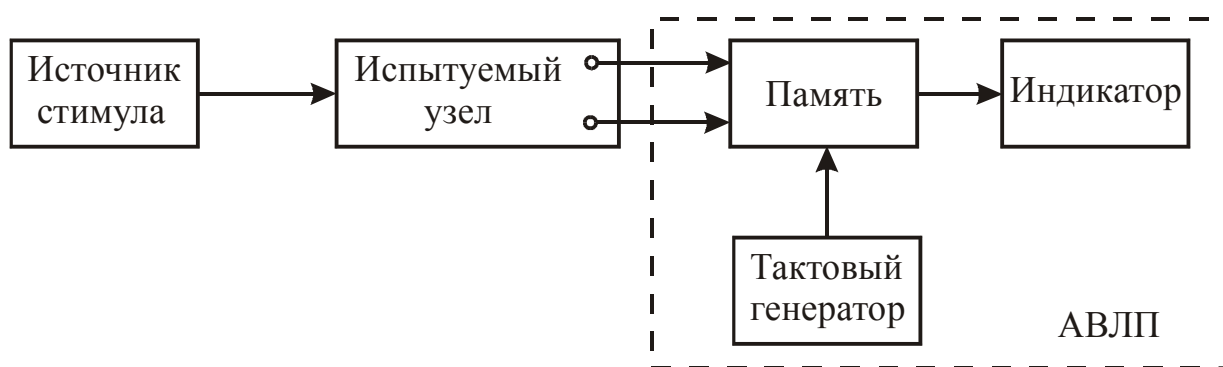 Источник
стимула
Испытуемый
узел
Память
Индикатор
Тактовый
генератор
АВЛП